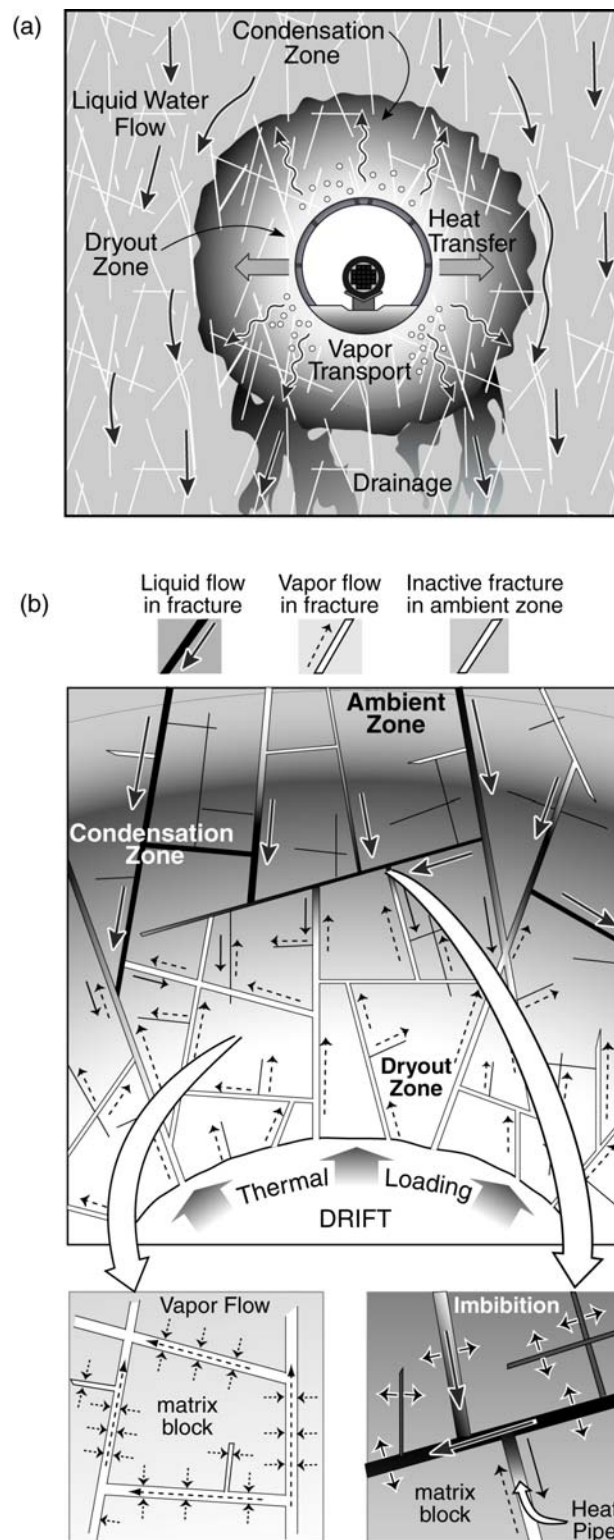 (a)
Condensation
Zone
Liquid Water
Flow
Dryout
Zone
Heat
Transfer
Vapor
Transport
Drainage
(b)
Liquid flow
in fracture
Vapor flow
in fracture
Inactive fracture
in ambient zone
Ambient
Zone
Condensation
Zone
Dryout
Zone
Thermal Loading
DRIFT
Vapor Flow
matrix
block
Imbibition
matrix
block
Heat
Pipe